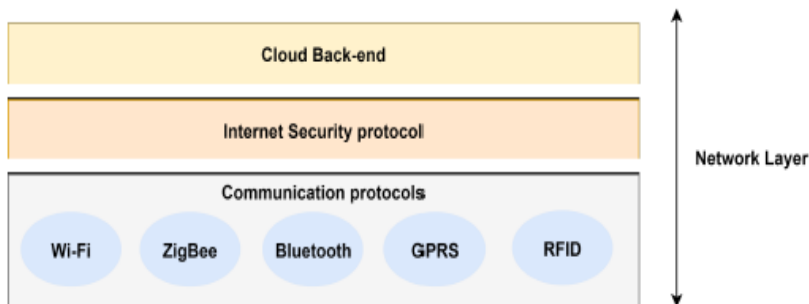 Cloud Back-end
Internet Security protocol
Network Layer
Communication protocols
Wi-Fi ZigBee Bluetooth GPRS RFID